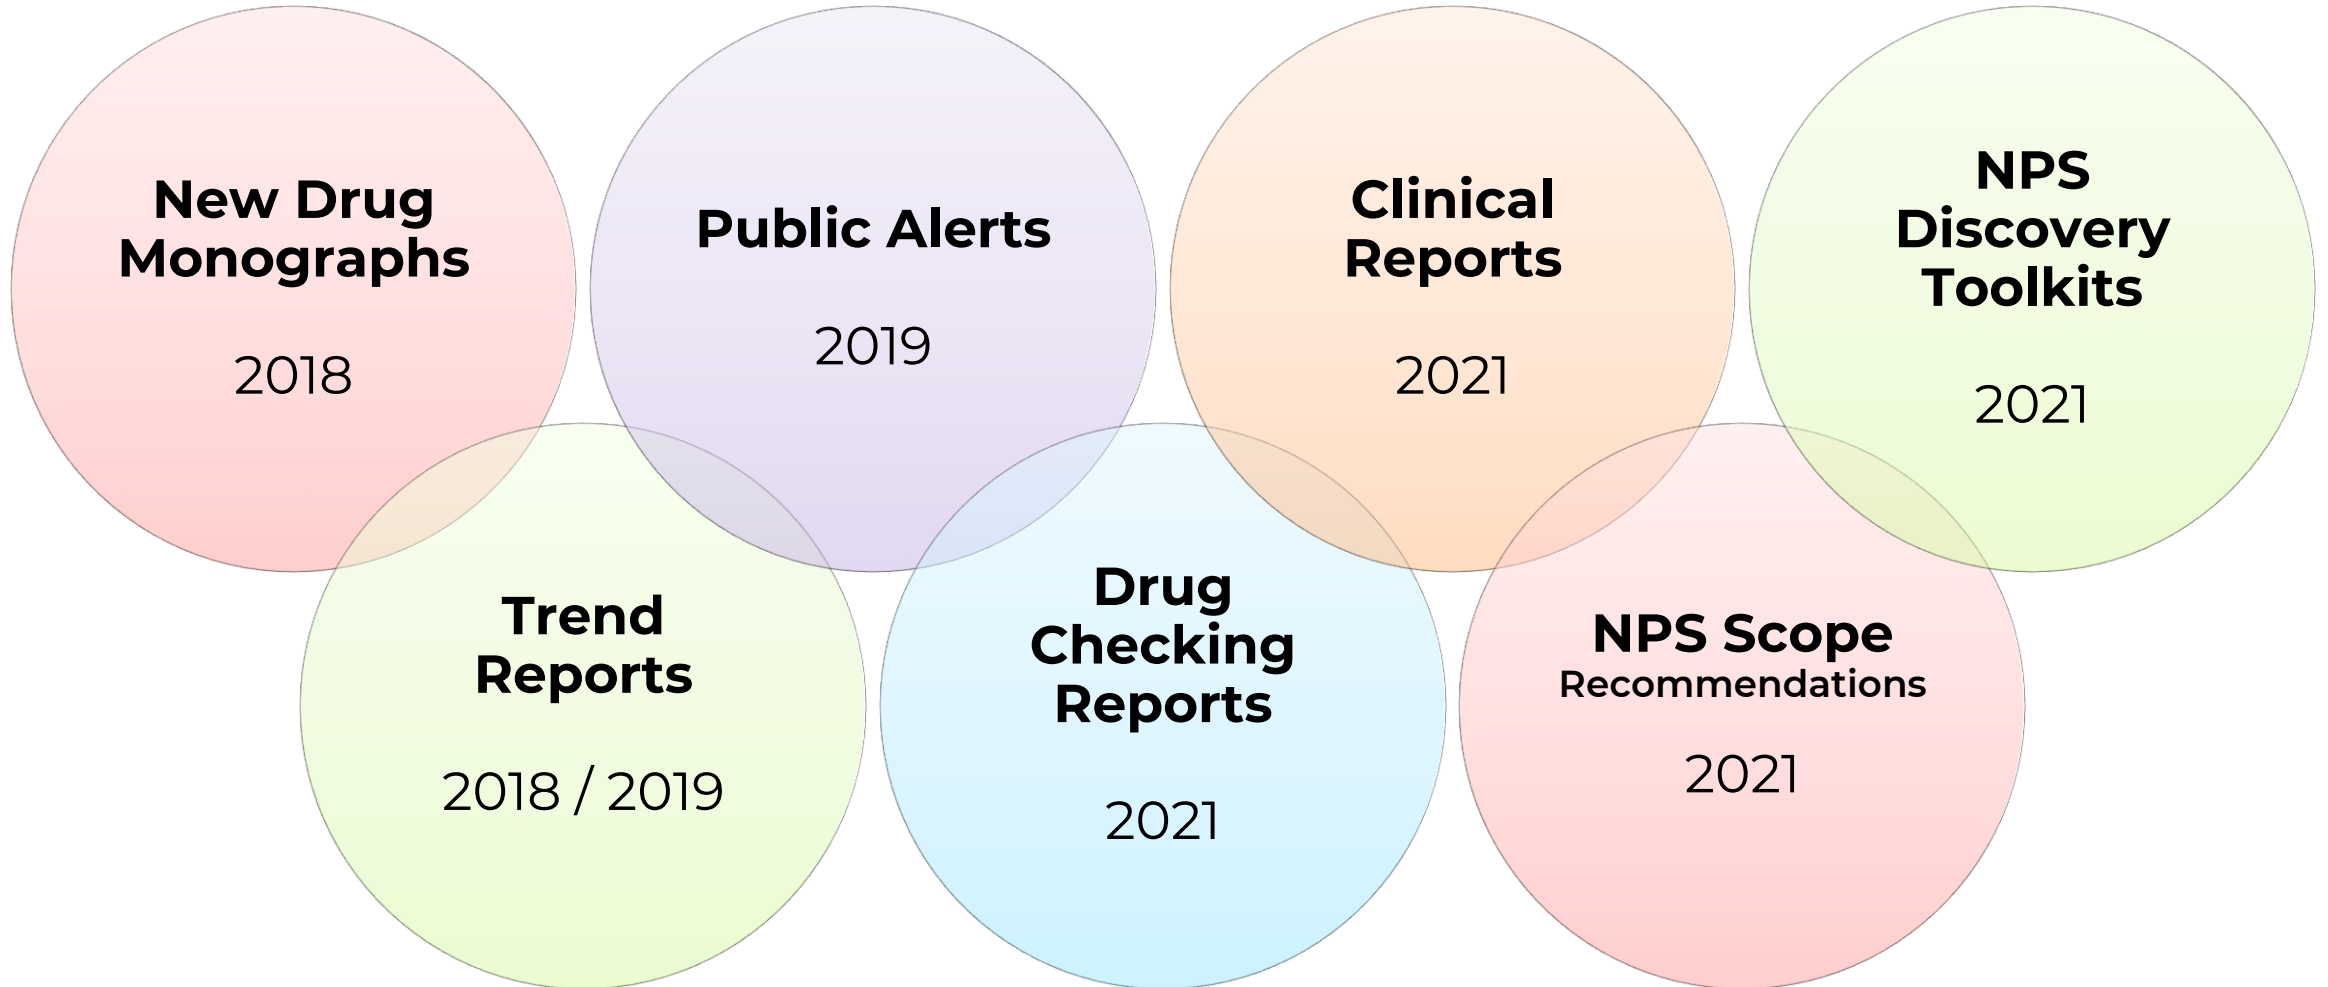 New Drug
Monographs
2018
Public Alerts
2019
Clinical
Reports
2021
NPS
Discovery
Toolkits
2021
Trend
Reports
2018 / 2019
Drug
Checking
Reports
2021
NPS Scope
Recommendations
2021